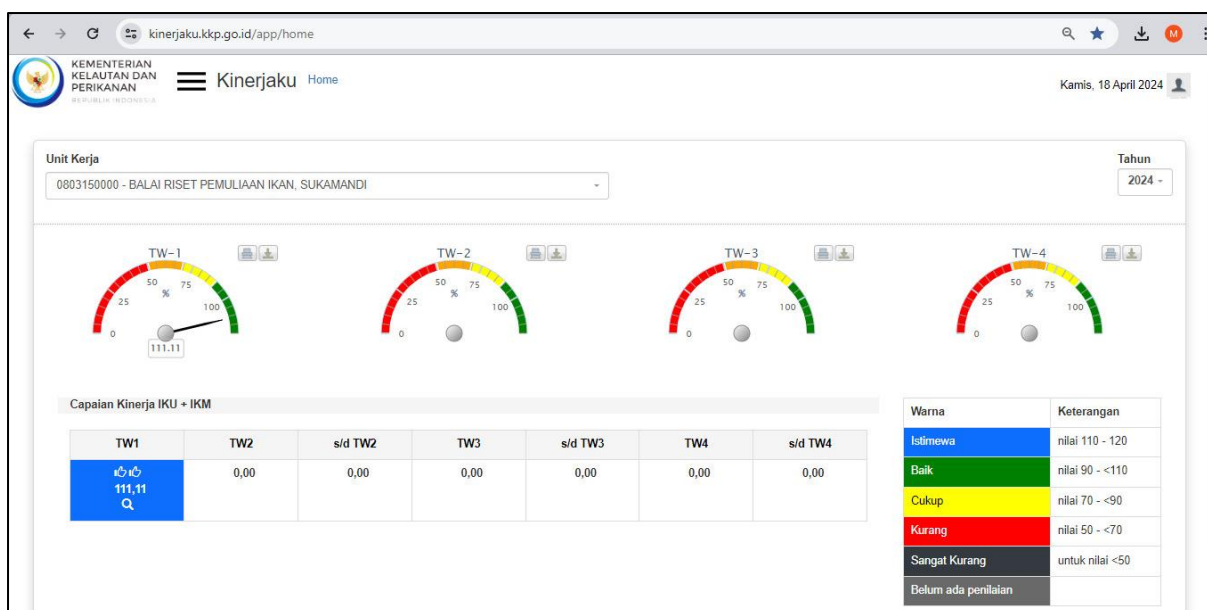 kinerjaku.kkp.go.id/app/home
M
KEMENTERIAN
KELAUTAN DAN
PERIKANAN
REPUBLIK INDONESIA
Kinerjaku Home
Kamis, 18 April 2024
Unit Kerja
Tahun
0803150000 - BALAI RISET PEMULIAAN IKAN, SUKAMANDI
2024
TW-1
0 25 50 75 100
%
111.11
TW-2
0 25 50 75 100
%
TW-3
0 25 50 75 100
%
TW-4
0 25 50 75 100
%
Capaian Kinerja IKU + IKM
TW1 TW2 s/d TW2 TW3 s/d TW3 TW4 s/d TW4
111,11 0,00 0,00 0,00 0,00 0,00 0,00
Warna Keterangan
Istimewa nilai 110 - 120
Baik nilai 90 - <110
Cukup nilai 70 - <90
Kurang nilai 50 - <70
Sangat Kurang untuk nilai <50
Belum ada penilaian